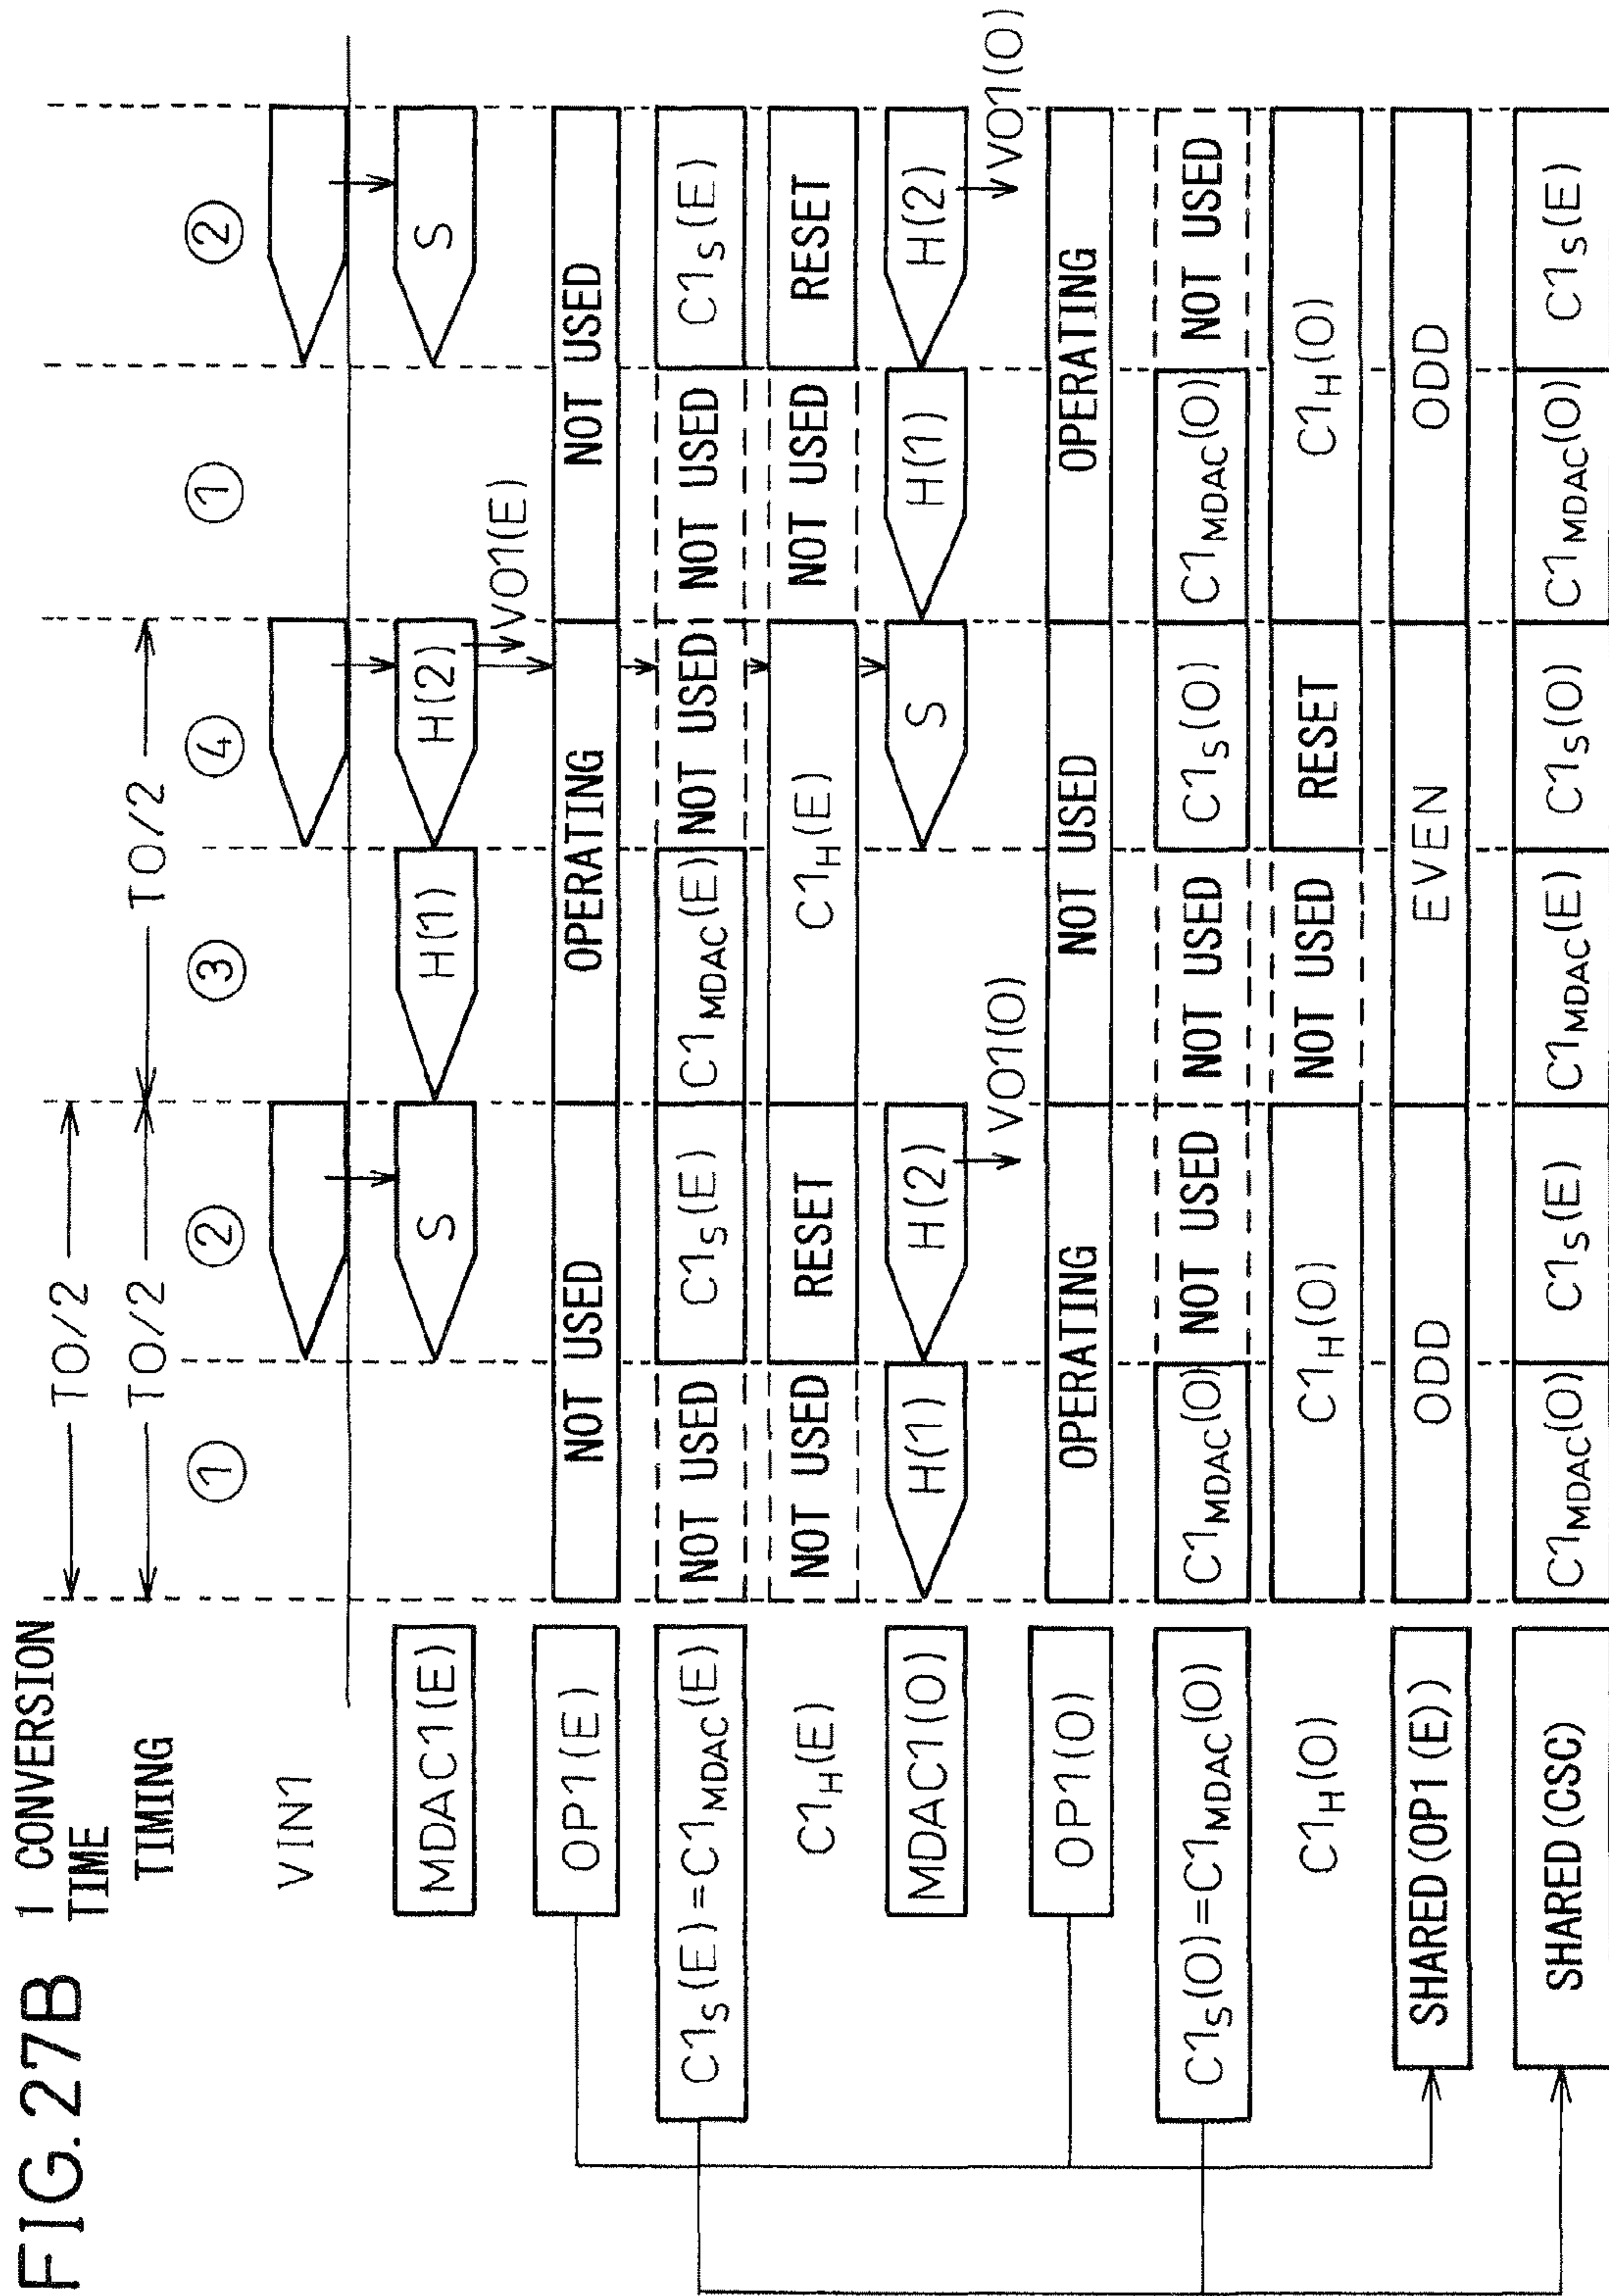 FIG. 27B
1 CONVERSION TIME
TO/2
TIMING
TO/2 TO/2
① ② ③ ④ ① ②
VIN1
MDAC1(E) S H(1) H(2) S
VO1(E)
OP1(E) NOT USED OPERATING NOT USED
C1S(E)=C1MDAC(E) NOT USED C1S(E) C1MDAC(E) NOT USED NOT USED C1S(E)
C1H(E) NOT USED RESET C1H(E) NOT USED RESET
MDAC1(O) H(1) H(2) S H(1) H(2)
VO1(O) VO1(O)
OP1(O) OPERATING NOT USED OPERATING
C1S(O)=C1MDAC(O) C1MDAC(O) NOT USED NOT USED C1S(O) C1MDAC(O) NOT USED
C1H(O) C1H(O) NOT USED RESET C1H(O)
SHARED(OP1(E)) ODD EVEN ODD
SHARED(CSC) C1MDAC(O) C1S(E) C1MDAC(E) C1S(O) C1MDAC(O) C1S(E)